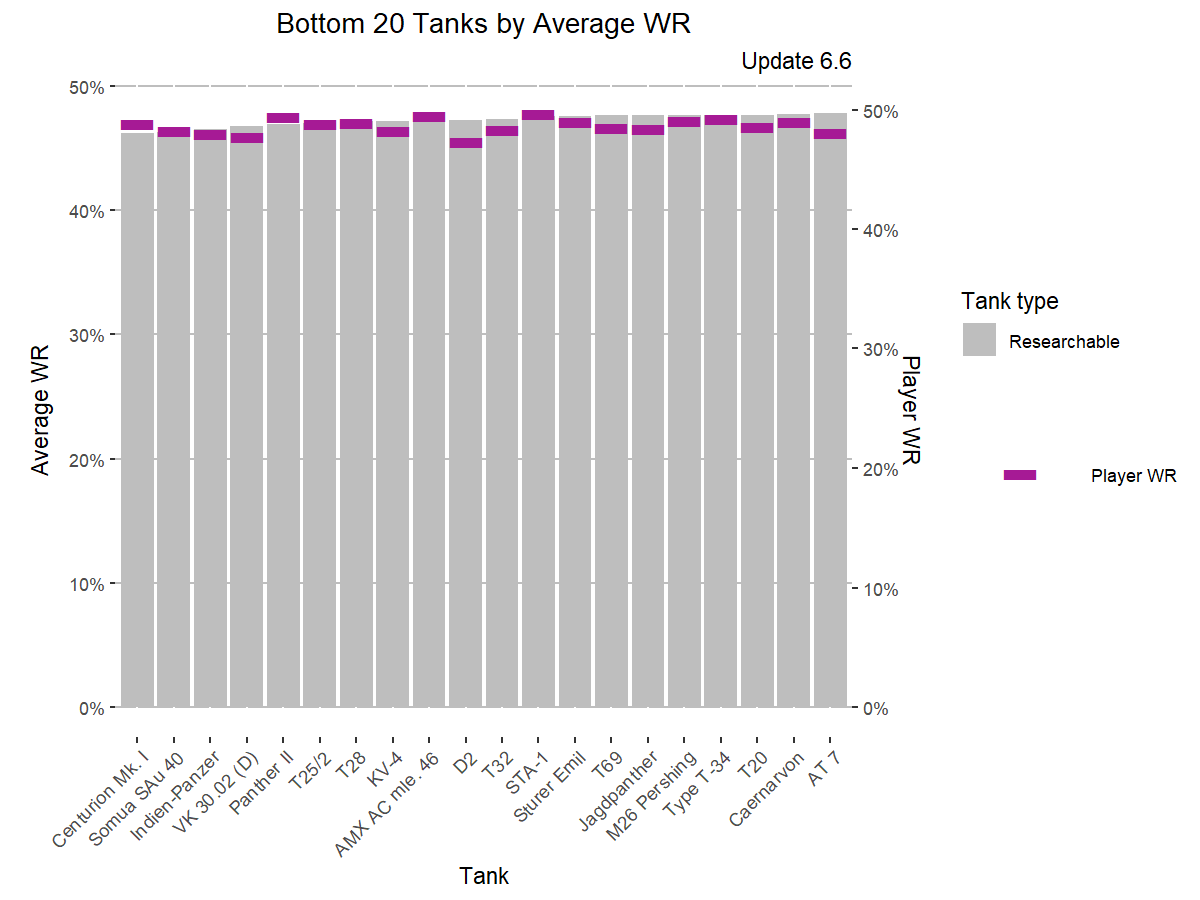 Bottom 20 Tanks by Average WR
Update 6.6
Average WR
50%
40%
30%
20%
10%
0%
50%
40%
30%
20%
10%
0%
Player WR
Centurion Mk. I
Somua SAu 40
Indien-Panzer
VK 30.02 (D)
Panther II
T25/2
T28
KV-4
AMX AC mle. 46
D2
T32
STA-1
Sturer Emil
T69
Jagdpanther
M26 Pershing
Type T-34
T20
Caernarvon
AT 7
Tank
Tank type
Researchable
Player WR